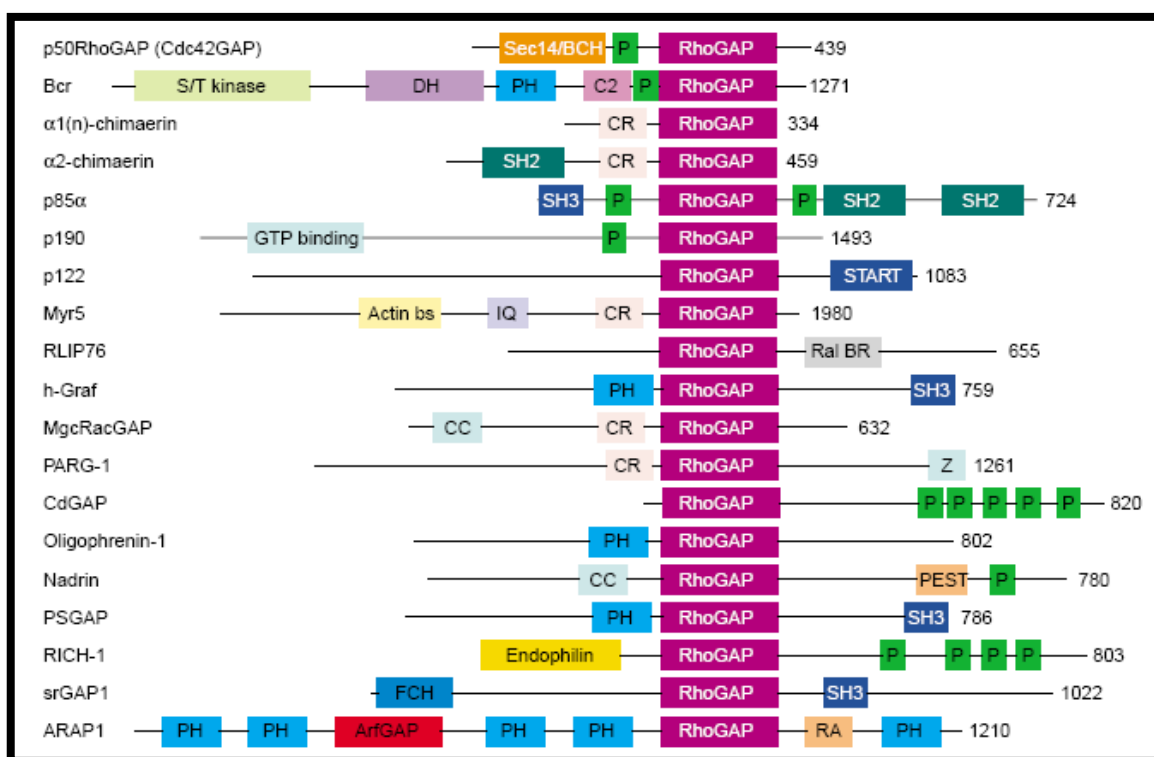 p50RhoGAP (Cdc42GAP) Sec14/BCH P RhoGAP 439
Bcr S/T kinase DH PH C2 P RhoGAP 1271
α1(n)-chimaerin CR RhoGAP 334
α2-chimaerin SH2 CR RhoGAP 459
p85α SH3 P RhoGAP P SH2 SH2 724
p190 GTP binding P RhoGAP 1493
p122 RhoGAP START 1083
Myr5 Actin bs IQ CR RhoGAP 1980
RLIP76 RhoGAP Ral BR 655
h-Graf PH RhoGAP SH3 759
MgcRacGAP CC CR RhoGAP 632
PARG-1 CR RhoGAP Z 1261
CdGAP RhoGAP P P P P P 820
Oligophrenin-1 PH RhoGAP 802
Nadrin CC RhoGAP PEST P 780
PSGAP PH RhoGAP SH3 786
RICH-1 Endophilin RhoGAP P P P P 803
srGAP1 FCH RhoGAP SH3 1022
ARAP1 PH PH ArfGAP PH PH RhoGAP RA PH 1210